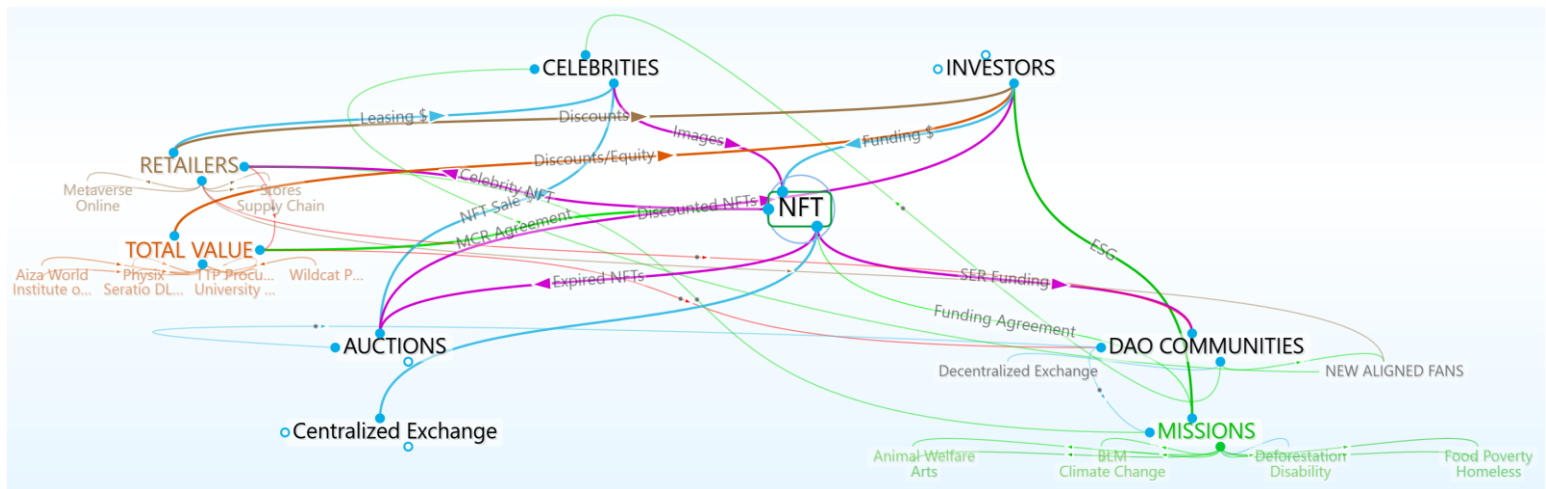 CELEBRITIES
INVESTORS
Leasing $
Discounts
Images
Funding $
Discounts/Equity
RETAILERS
Metaverse
Online
Stores
Supply Chain
Celebrity NFT
NFT Sale $
Discounted NFTs
NFT
MCR Agreement
TOTAL VALUE
ESG
Aiza World
Institute o...
Physix
Seratio DL...
TTP Procu...
University ...
Wildcat P...
Expired NFTs
SER Funding
Funding Agreement
AUCTIONS
DAO COMMUNITIES
Decentralized Exchange
NEW ALIGNED FANS
Centralized Exchange
MISSIONS
Animal Welfare
Arts
BLM
Climate Change
Deforestation
Disability
Food Poverty
Homeless